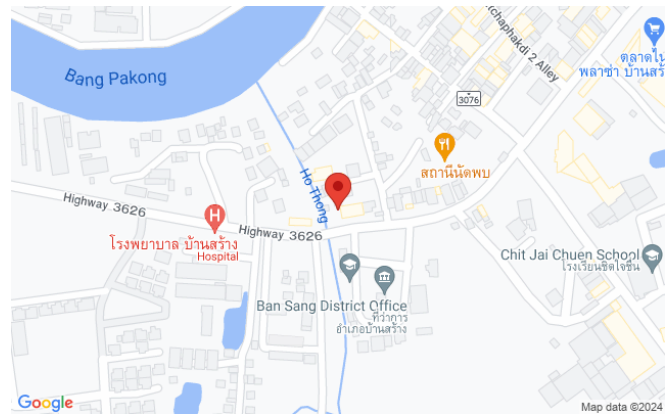 Bang Pakong
chaphakdi 2 Alley
ตลาดไน
พลาซ่า บ้านสร้
3076
สถานีนัดพบ
Ho Thong
Highway 3626
Highway 3626
โรงพยาบาล บ้านสร้าง
Hospital
Chit Jai Chuen School
โรงเรียนชิตใจชื่น
Ban Sang District Office
ที่ว่าการ
อำเภอบ้านสร้าง
Google
Map data ©2024